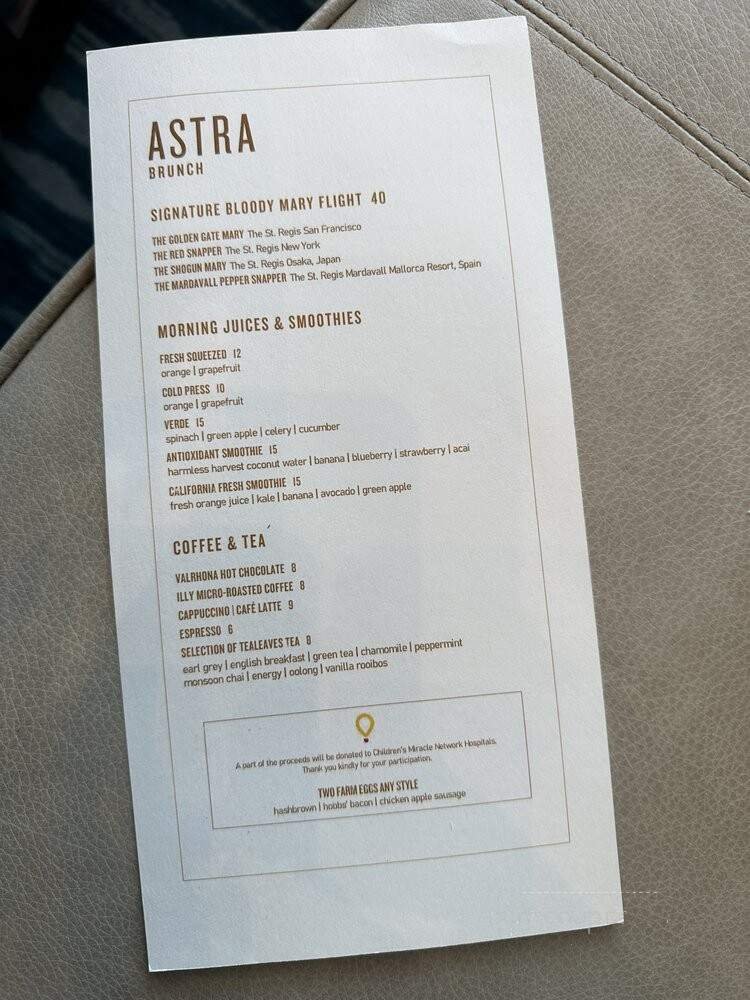 ASTRA
BRUNCH
SIGNATURE BLOODY MARY FLIGHT 40
THE GOLDEN GATE MARY The St. Regis San Francisco
THE RED SNAPPER The St. Regis New York
THE SHOGUN MARY The St. Regis Osaka, Japan
THE MARDAVALL PEPPER SNAPPER The St. Regis Mardavall Mallorca Resort, Spain
MORNING JUICES & SMOOTHIES
FRESH SQUEEZED 12
orange | grapefruit
COLD PRESS 10
orange | grapefruit
VERDE 15
spinach | green apple | celery | cucumber
ANTIOXIDANT SMOOTHIE 15
harmless harvest coconut water | banana | blueberry | strawberry | acai
CALIFORNIA FRESH SMOOTHIE 15
fresh orange juice | kale | banana | avocado | green apple
COFFEE & TEA
VALRHONA HOT CHOCOLATE 8
ILLY MICRO-ROASTED COFFEE 8
CAPPUCCINO | CAFÉ LATTE 9
ESPRESSO 6
SELECTION OF TEALEAVES TEA 8
earl grey | english breakfast | green tea | chamomile | peppermint
monsoon chai | energy | oolong | vanilla rooibos
A part of the proceeds will be donated to Children's Miracle Network Hospitals.
Thank you kindly for your participation.
TWO FARM EGGS ANY STYLE
hashbrown | hobbs' bacon | chicken apple sausage